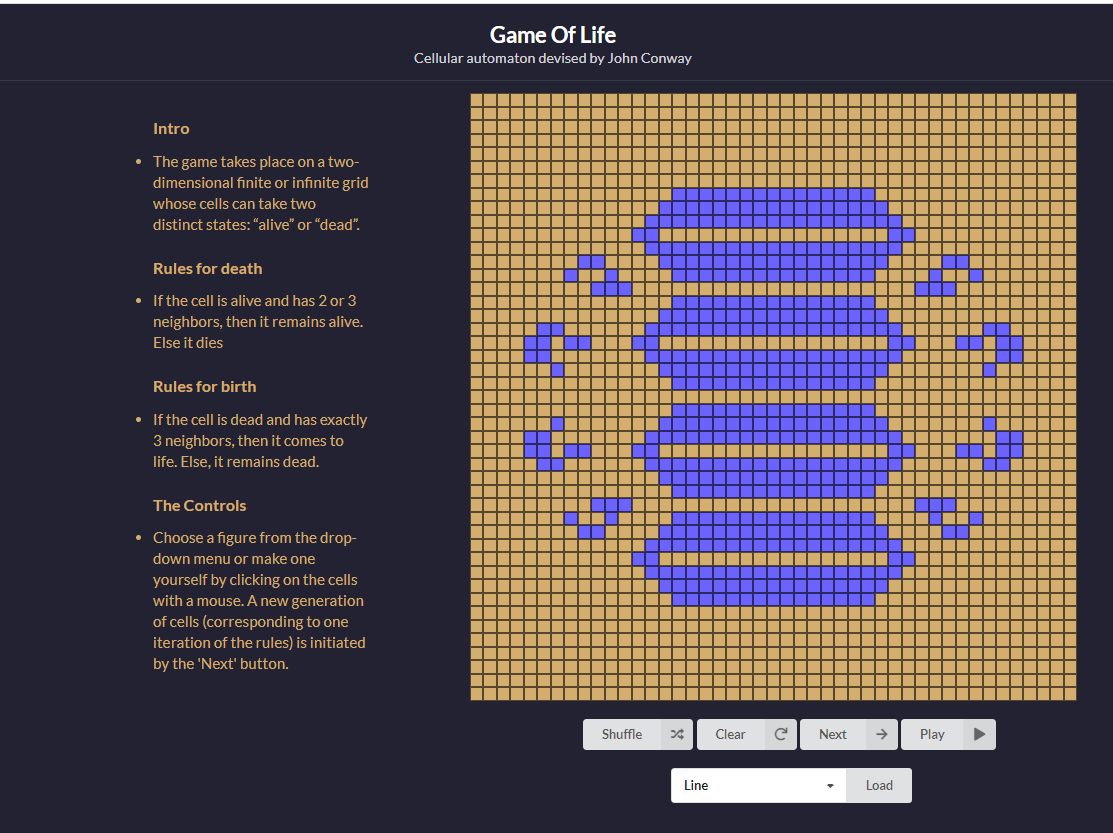 Game Of Life
Cellular automaton devised by John Conway
Intro
• The game takes place on a two-
dimensional finite or infinite grid
whose cells can take two
distinct states: “alive” or “dead”.
Rules for death
• If the cell is alive and has 2 or 3
neighbors, then it remains alive.
Else it dies
Rules for birth
• If the cell is dead and has exactly
3 neighbors, then it comes to
life. Else, it remains dead.
The Controls
• Choose a figure from the drop-
down menu or make one
yourself by clicking on the cells
with a mouse. A new generation
of cells (corresponding to one
iteration of the rules) is initiated
by the 'Next' button.
Shuffle Clear Next Play
Line Load